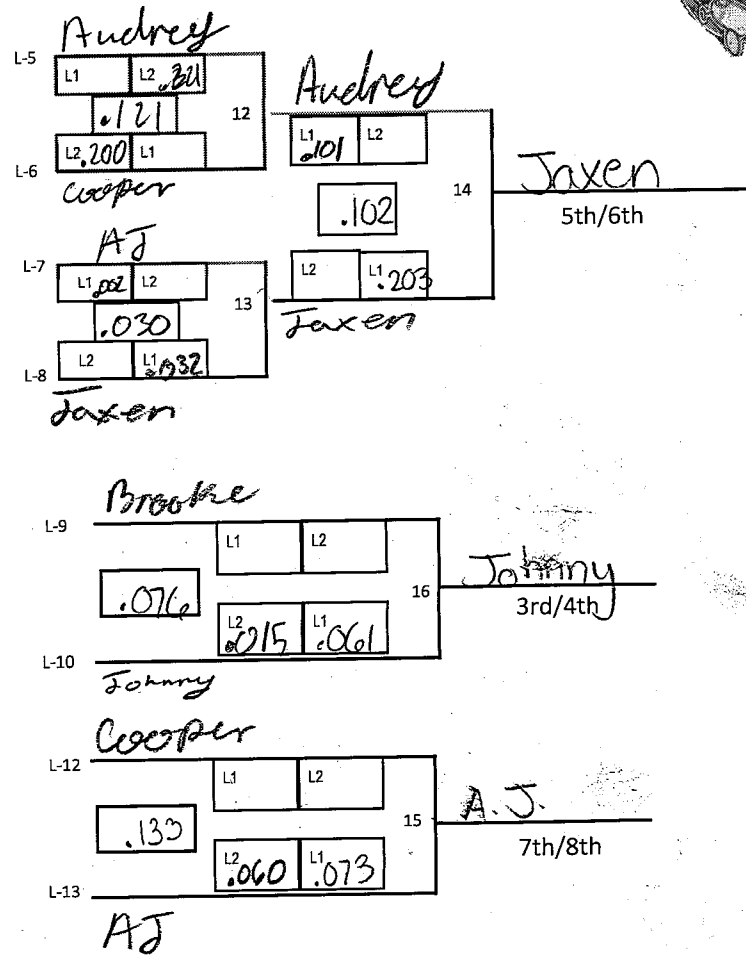 Audrey
L-5
L1 L2 .321
.121 12
L2 .200 L1
L-6
Cooper
Audrey
L1 .101 L2
.102 14
L2 L1 .203
Jaxen
Jaxen
5th/6th
AJ
L-7
L1 .002 L2
.030 13
L2 L1 .032
L-8
Jaxen
Brooke
L-9
L1 L2
.076 16
L2 .015 L1 .061
L-10
Johnny
Johnny
3rd/4th
Cooper
L-12
L1 L2
.133 15
L2 .060 L1 .073
L-13
AJ
A.J.
7th/8th